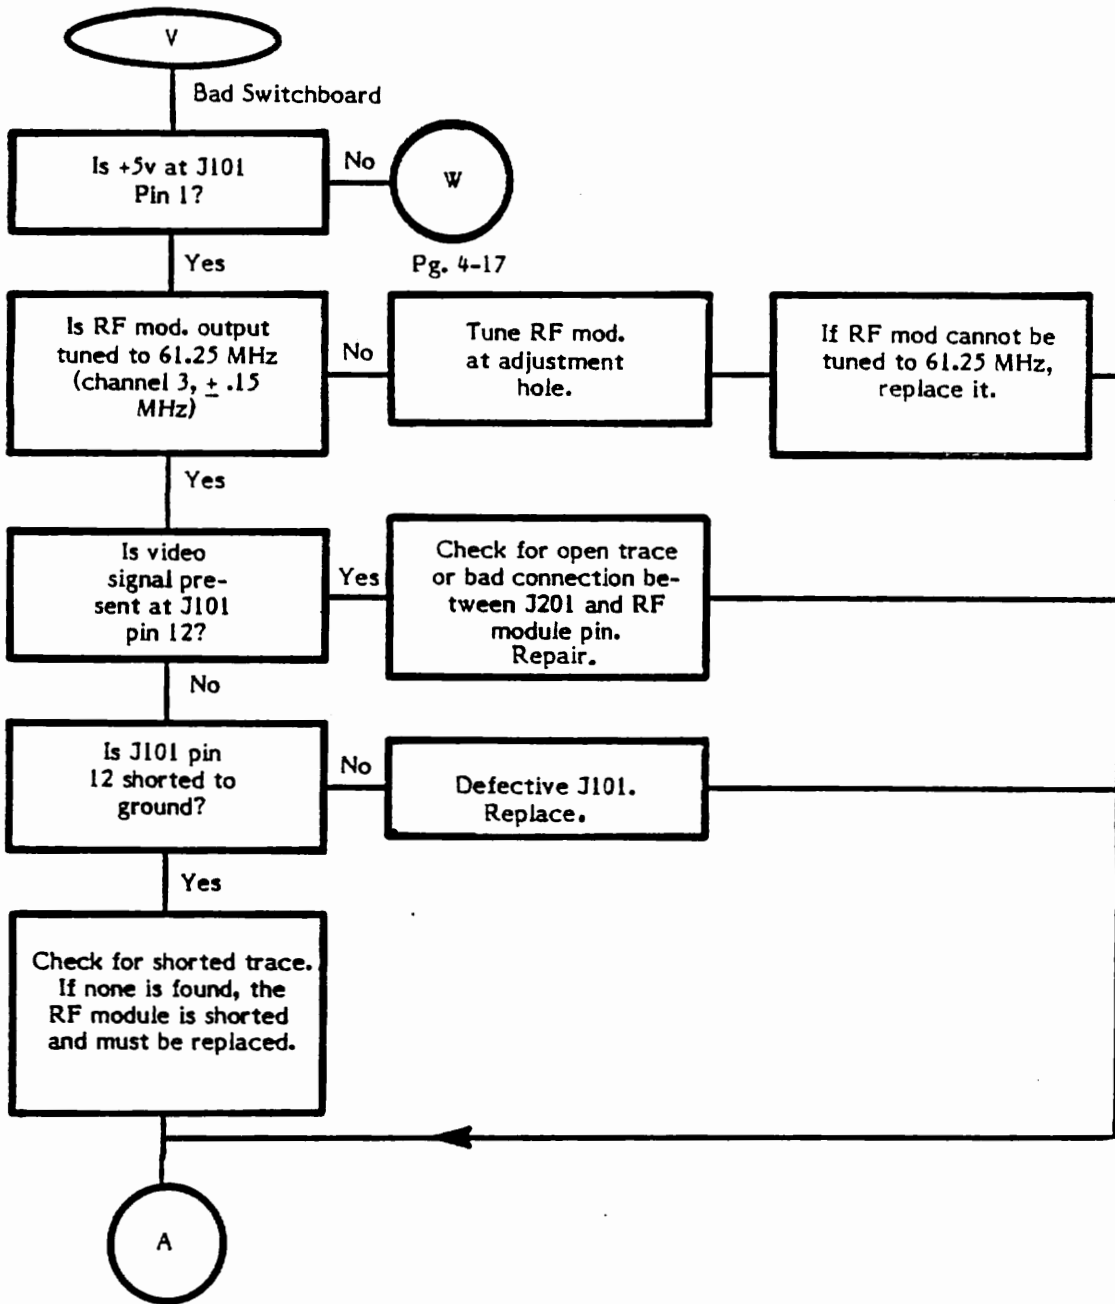 V
Bad Switchboard
Is +5v at J101
Pin 1?
No
W
Pg. 4-17
Yes
Is RF mod. output
tuned to 61.25 MHz
(channel 3, ± .15
MHz)
No
Tune RF mod.
at adjustment
hole.
If RF mod cannot be
tuned to 61.25 MHz,
replace it.
Yes
Is video
signal pre-
sent at J101
pin 12?
Yes
Check for open trace
or bad connection be-
tween J201 and RF
module pin.
Repair.
No
Is J101 pin
12 shorted to
ground?
No
Defective J101.
Replace.
Yes
Check for shorted trace.
If none is found, the
RF module is shorted
and must be replaced.
A